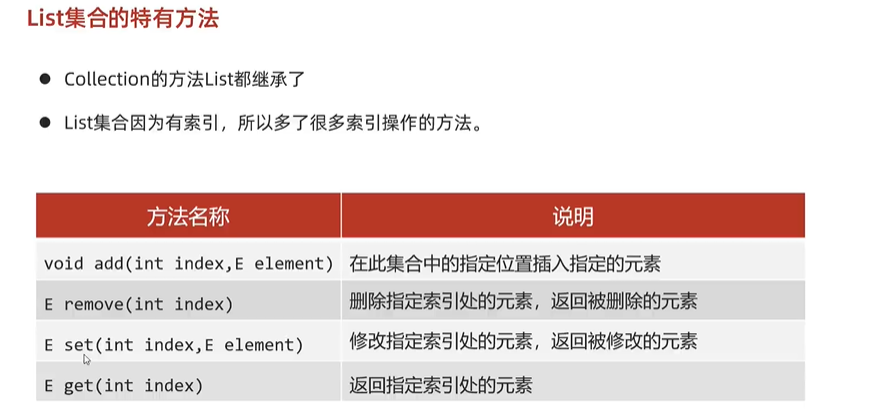 List集合的特有方法
● Collection的方法List都继承了
● List集合因为有索引，所以多了很多索引操作的方法。
方法名称 说明
void add(int index,E element) 在此集合中的指定位置插入指定的元素
E remove(int index) 删除指定索引处的元素，返回被删除的元素
E set(int index,E element) 修改指定索引处的元素，返回被修改的元素
E get(int index) 返回指定索引处的元素